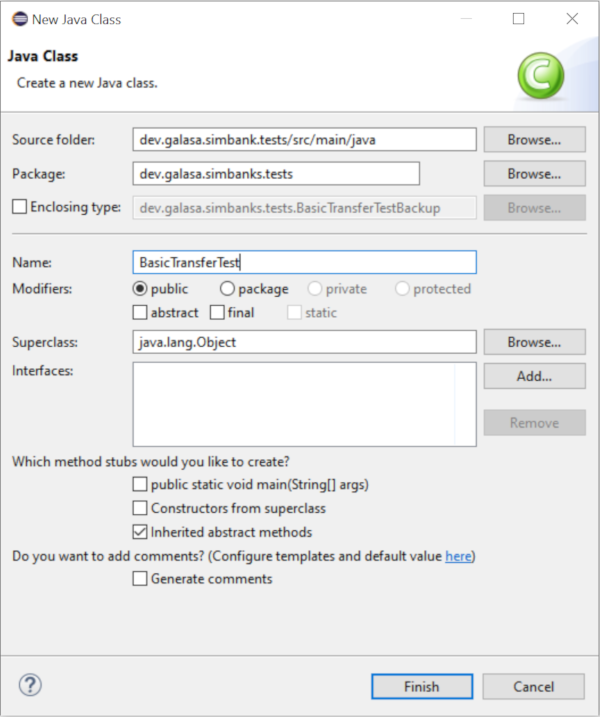 New Java Class
Java Class
Create a new Java class.
C
Source folder: dev.galasa.simbank.tests/src/main/java Browse...
Package: dev.galasa.simbanks.tests Browse...
Enclosing type: dev.galasa.simbanks.tests.BasicTransferTestBackup Browse...
Name: BasicTransferTest
Modifiers: public package private protected
abstract final static
Superclass: java.lang.Object Browse...
Interfaces: Add...
Remove
Which method stubs would you like to create?
public static void main(String[] args)
Constructors from superclass
Inherited abstract methods
Do you want to add comments? (Configure templates and default value here)
Generate comments
? Finish Cancel